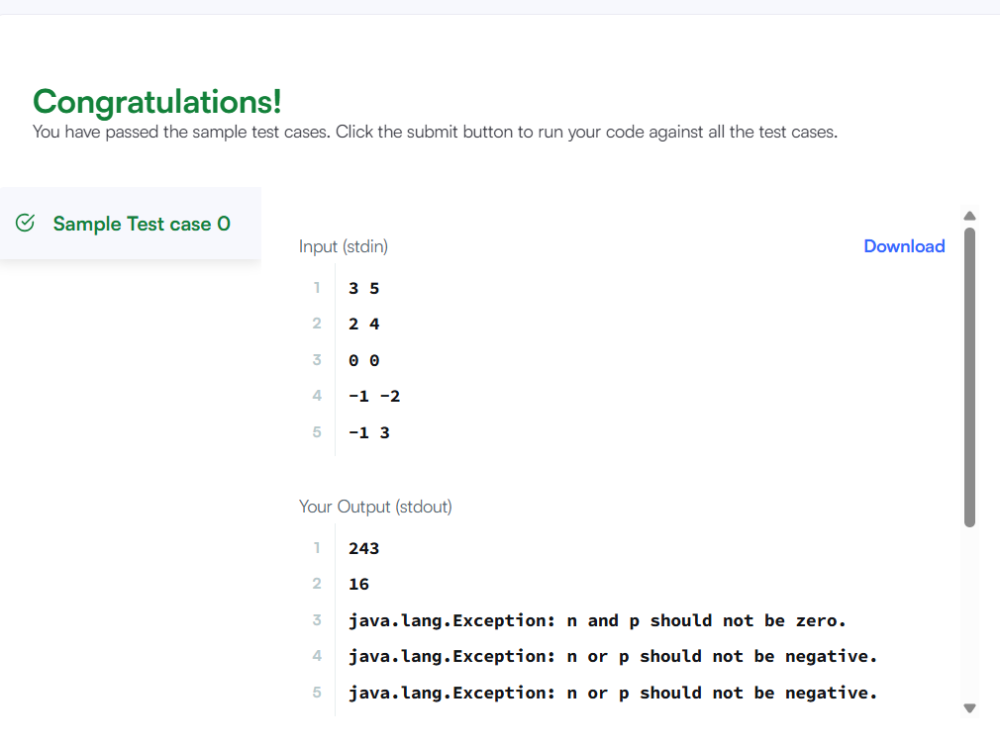 Congratulations!
You have passed the sample test cases. Click the submit button to run your code against all the test cases.
Sample Test case 0
Input (stdin) Download
1 3 5
2 2 4
3 0 0
4 -1 -2
5 -1 3
Your Output (stdout)
1 243
2 16
3 java.lang.Exception: n and p should not be zero.
4 java.lang.Exception: n or p should not be negative.
5 java.lang.Exception: n or p should not be negative.